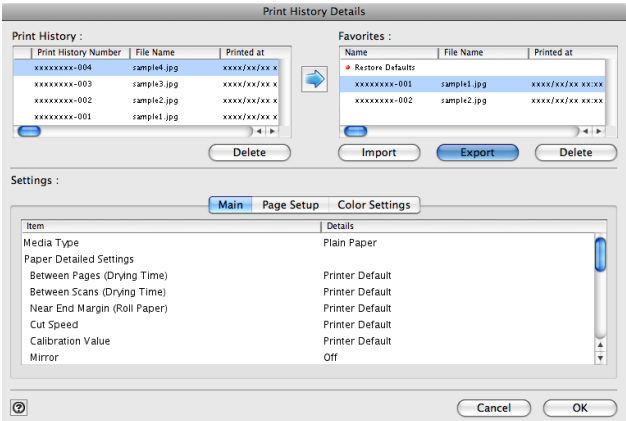 Print History Details
Print History :
Print History Number File Name Printed at
xxxxxxxx-004 sample4.jpg xxxx/xx/xx x
xxxxxxxx-003 sample3.jpg xxxx/xx/xx x
xxxxxxxx-002 sample2.jpg xxxx/xx/xx x
xxxxxxxx-001 sample1.jpg xxxx/xx/xx x
Delete
Favorites :
Name File Name Printed at
Restore Defaults
xxxxxxxx-001 sample1.jpg xxxx/xx/xx xx:xx
xxxxxxxx-002 sample2.jpg xxxx/xx/xx xx:xx
Import Export Delete
Settings :
Main Page Setup Color Settings
Item Details
Media Type Plain Paper
Paper Detailed Settings
Between Pages (Drying Time) Printer Default
Between Scans (Drying Time) Printer Default
Near End Margin (Roll Paper) Printer Default
Cut Speed Printer Default
Calibration Value Printer Default
Mirror Off
? Cancel OK